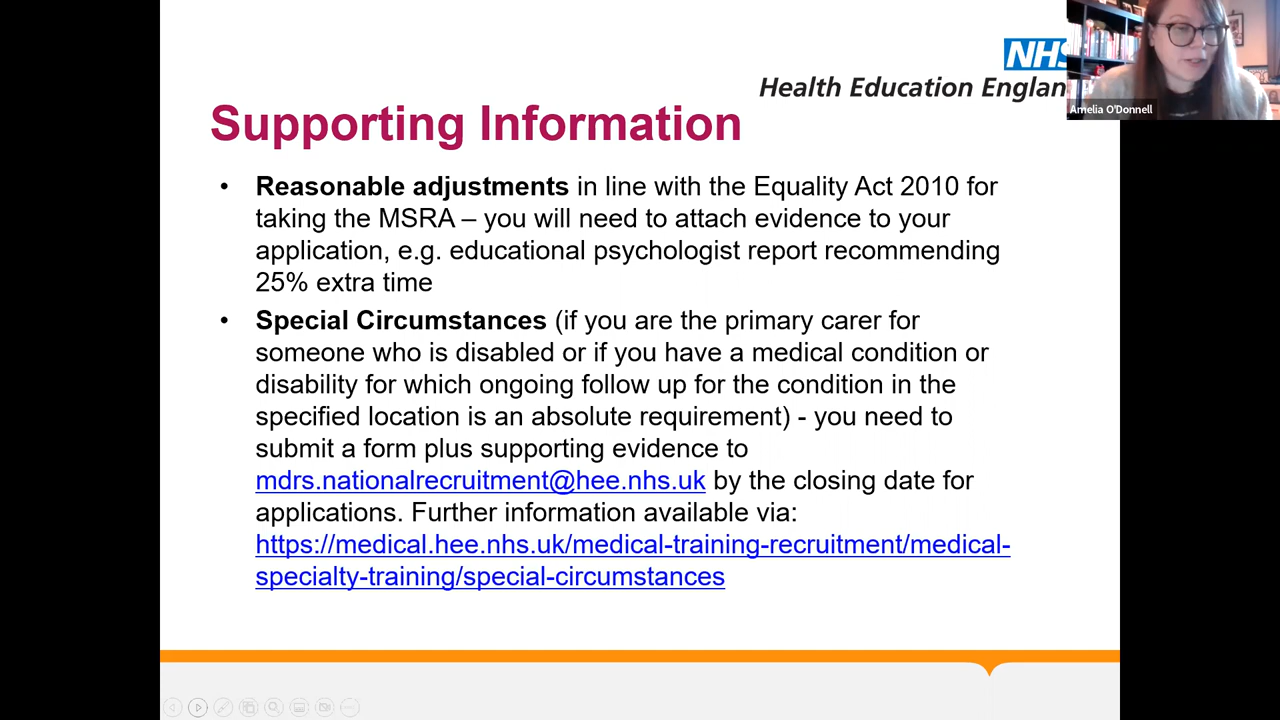 NHS
Health Education Englan
Amelia O'Donnell
Supporting Information
• Reasonable adjustments in line with the Equality Act 2010 for
taking the MSRA – you will need to attach evidence to your
application, e.g. educational psychologist report recommending
25% extra time
• Special Circumstances (if you are the primary carer for
someone who is disabled or if you have a medical condition or
disability for which ongoing follow up for the condition in the
specified location is an absolute requirement) - you need to
submit a form plus supporting evidence to
mdrs.nationalrecruitment@hee.nhs.uk by the closing date for
applications. Further information available via:
https://medical.hee.nhs.uk/medical-training-recruitment/medical-
specialty-training/special-circumstances